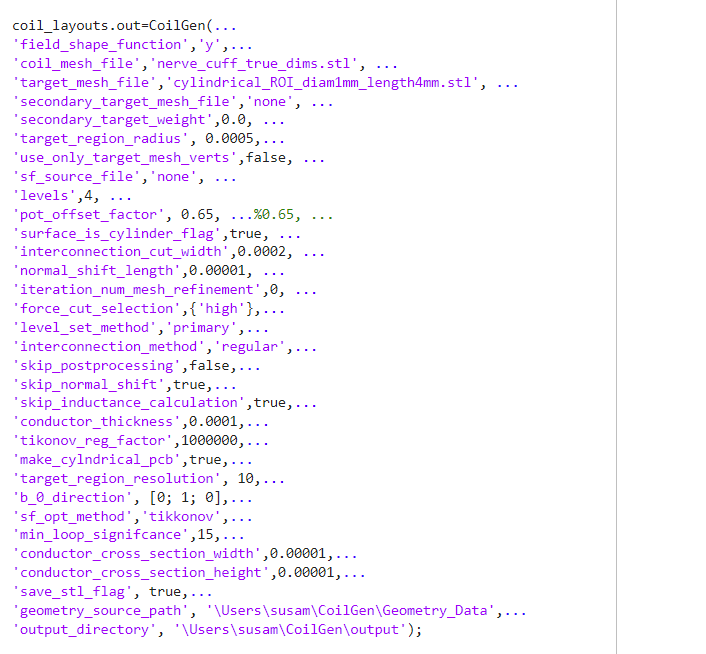 coil_layouts.out=CoilGen(...
'field_shape_function','y',...
'coil_mesh_file','nerve_cuff_true_dims.stl', ...
'target_mesh_file','cylindrical_ROI_diam1mm_length4mm.stl', ...
'secondary_target_mesh_file','none', ...
'secondary_target_weight',0.0, ...
'target_region_radius', 0.0005,...
'use_only_target_mesh_verts',false, ...
'sf_source_file','none', ...
'levels',4, ...
'pot_offset_factor', 0.65, ...%0.65, ...
'surface_is_cylinder_flag',true, ...
'interconnection_cut_width',0.0002, ...
'normal_shift_length',0.00001, ...
'iteration_num_mesh_refinement',0, ...
'force_cut_selection',{'high'},...
'level_set_method','primary',...
'interconnection_method','regular',...
'skip_postprocessing',false,...
'skip_normal_shift',true,...
'skip_inductance_calculation',true,...
'conductor_thickness',0.0001,...
'tikonov_reg_factor',1000000,...
'make_cylndrical_pcb',true,...
'target_region_resolution', 10,...
'b_0_direction', [0; 1; 0],...
'sf_opt_method','tikkonov',...
'min_loop_signifcance',15,...
'conductor_cross_section_width',0.00001,...
'conductor_cross_section_height',0.00001,...
'save_stl_flag', true,...
'geometry_source_path', '\Users\susam\CoilGen\Geometry_Data',...
'output_directory', '\Users\susam\CoilGen\output');